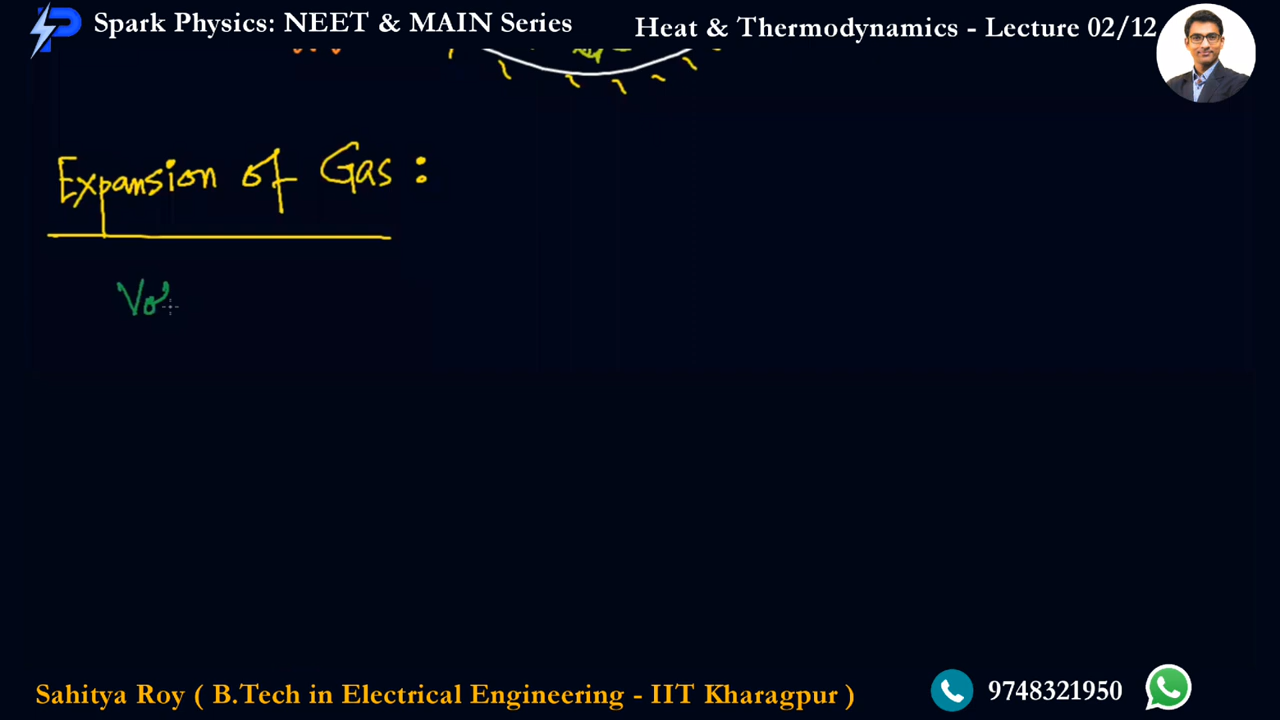 Spark Physics: NEET & MAIN Series
Heat & Thermodynamics - Lecture 02/12
Expansion of Gas :
Sahitya Roy ( B.Tech in Electrical Engineering - IIT Kharagpur )
9748321950